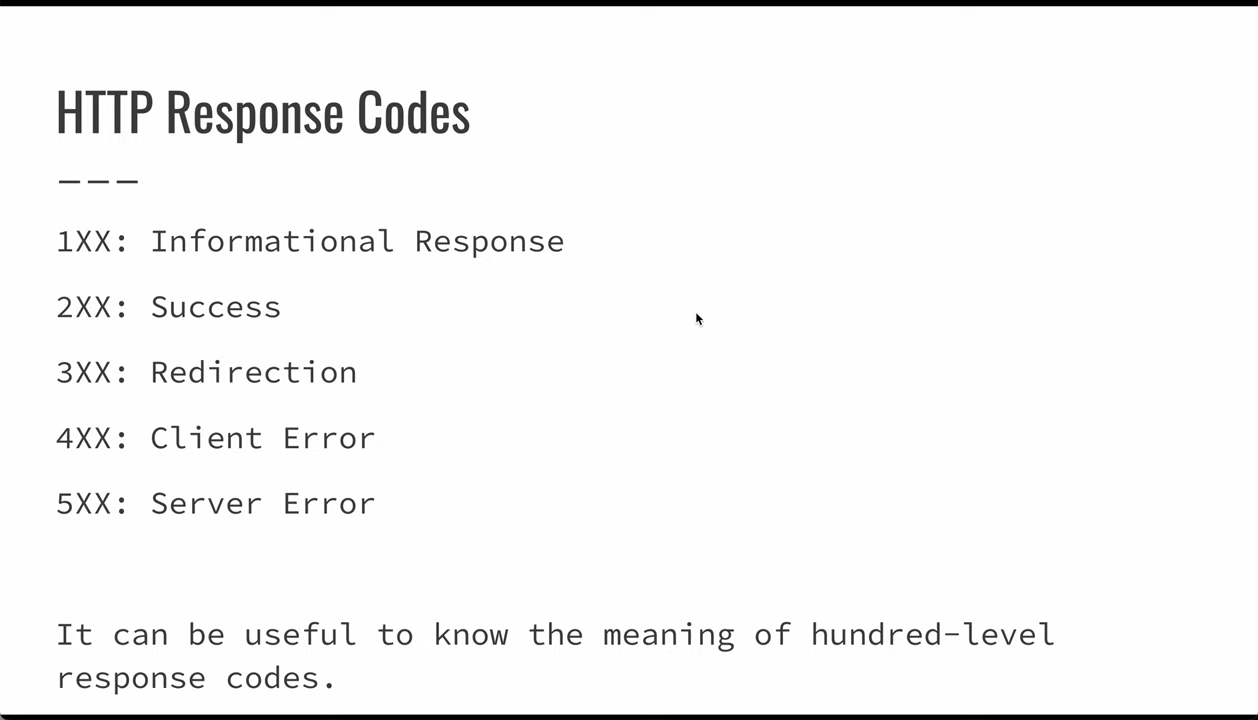 HTTP Response Codes
---
1XX: Informational Response
2XX: Success
3XX: Redirection
4XX: Client Error
5XX: Server Error
It can be useful to know the meaning of hundred-level
response codes.